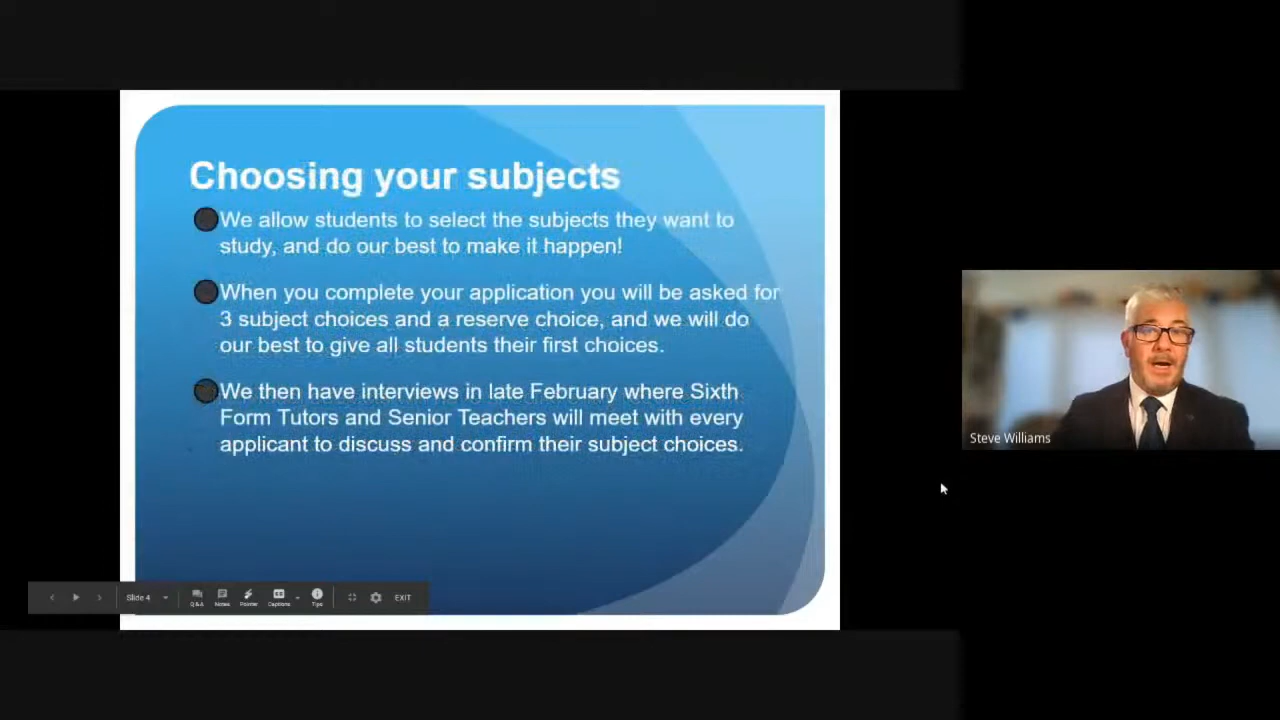 Choosing your subjects
We allow students to select the subjects they want to
study, and do our best to make it happen!
When you complete your application you will be asked for
3 subject choices and a reserve choice, and we will do
our best to give all students their first choices.
We then have interviews in late February where Sixth
Form Tutors and Senior Teachers will meet with every
applicant to discuss and confirm their subject choices.
Steve Williams
Slide 4
Q&A Notes Pointer Captions Tips EXIT